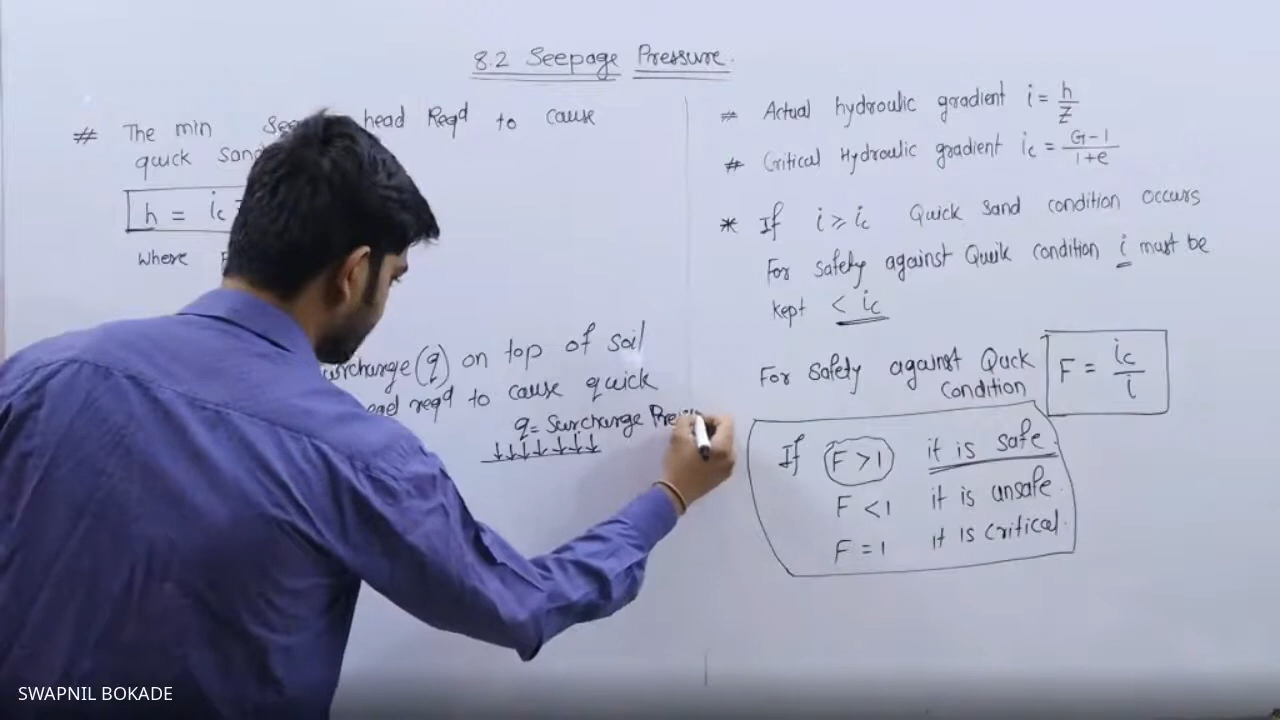 8.2 Seepage Pressure.
# The min head Reqd to cause
quick
h = ic
where
surcharge (q) on top of soil
head reqd to cause quick
q = Surcharge
* Actual hydraulic gradient i = h/z
# Critical Hydraulic gradient ic = G-1/1+e
* If i ≥ ic Quick Sand condition occurs
For Safety against Quick condition i must be
kept < ic
For Safety against Quck
Condition
F = ic/i
If F > 1 it is safe.
F < 1 it is unsafe.
F = 1 it is critical.
SWAPNIL BOKADE